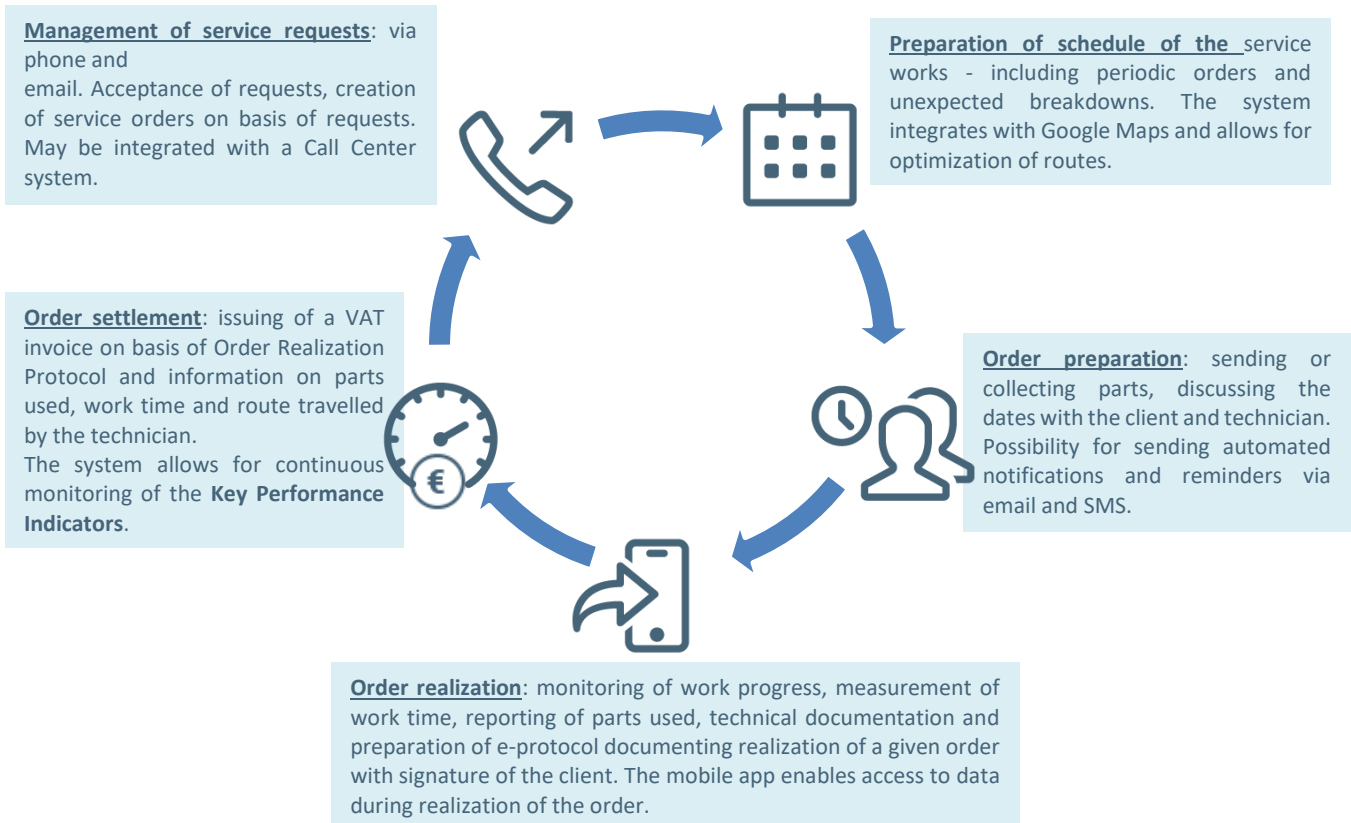 Management of service requests: via
phone and
email. Acceptance of requests, creation
of service orders on basis of requests.
May be integrated with a Call Center
system.
Preparation of schedule of the service
works - including periodic orders and
unexpected breakdowns. The system
integrates with Google Maps and allows for
optimization of routes.
Order preparation: sending or
collecting parts, discussing the
dates with the client and technician.
Possibility for sending automated
notifications and reminders via
email and SMS.
Order realization: monitoring of work progress, measurement of
work time, reporting of parts used, technical documentation and
preparation of e-protocol documenting realization of a given order
with signature of the client. The mobile app enables access to data
during realization of the order.
Order settlement: issuing of a VAT
invoice on basis of Order Realization
Protocol and information on parts
used, work time and route travelled
by the technician.
The system allows for continuous
monitoring of the Key Performance
Indicators.
€